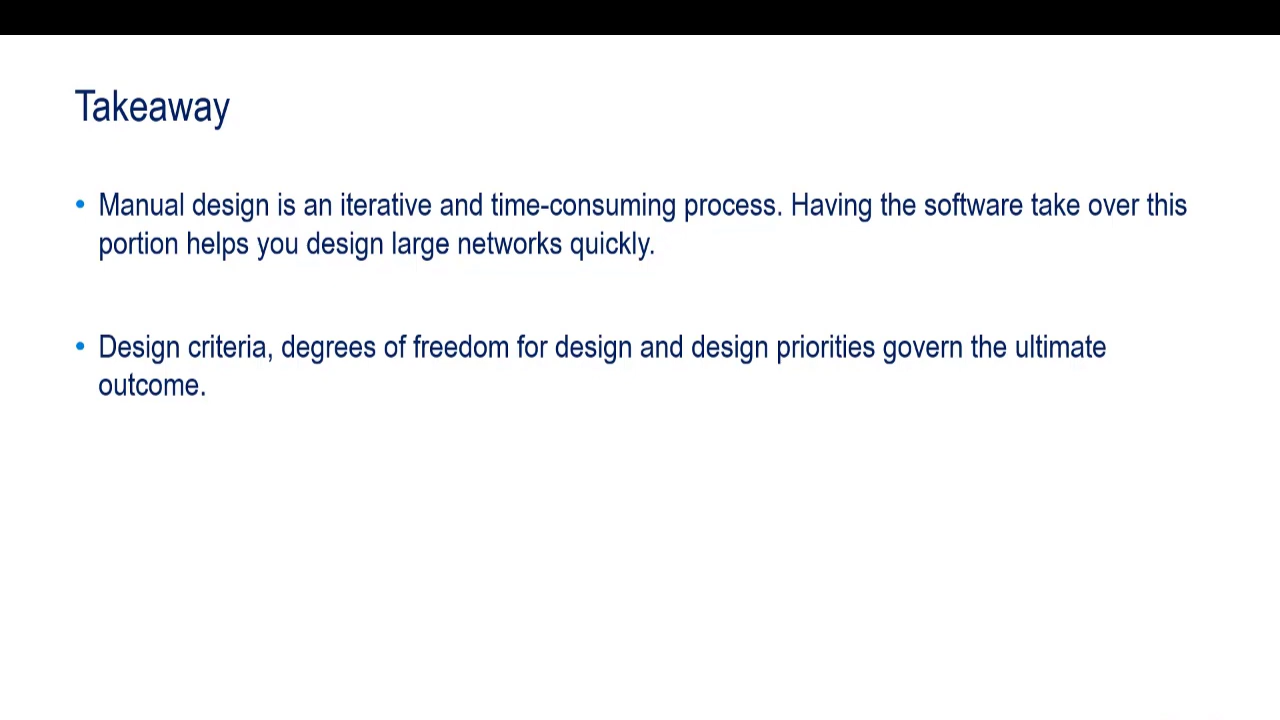 Takeaway
• Manual design is an iterative and time-consuming process. Having the software take over this
portion helps you design large networks quickly.
• Design criteria, degrees of freedom for design and design priorities govern the ultimate
outcome.